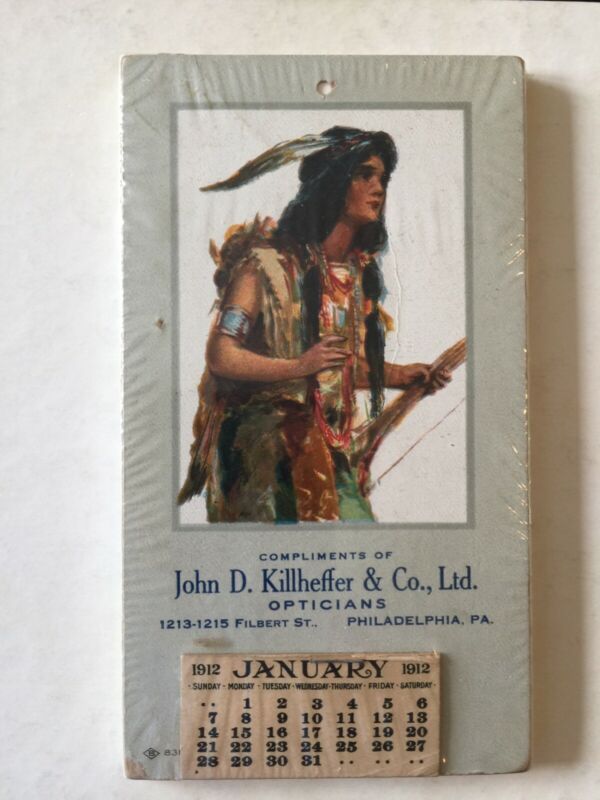 COMPLIMENTS OF
John D. Killheffer & Co., Ltd.
OPTICIANS
1213-1215 FILBERT ST., PHILADELPHIA, PA.
1912 JANUARY 1912
·SUNDAY·MONDAY·TUESDAY·WEDNESDAY·THURSDAY·FRIDAY·SATURDAY·
·· 1 2 3 4 5 6
7 8 9 10 11 12 13
14 15 16 17 18 19 20
21 22 23 24 25 26 27
28 29 30 31 ·· ·· ··
B